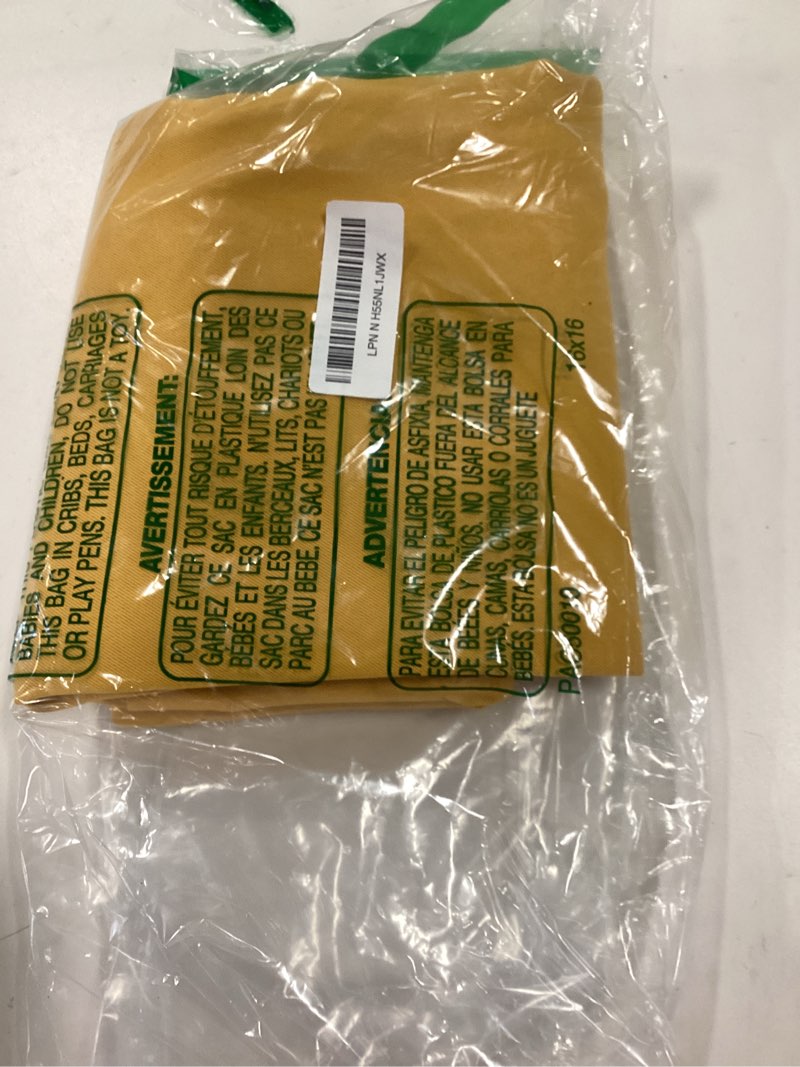 BABIES AND CHILDREN, DO NOT USE
THIS BAG IN CRIBS, BEDS, CARRIAGES
OR PLAY PENS. THIS BAG IS NOT A TOY.
AVERTISSEMENT:
POUR ÉVITER TOUT RISQUE D'ÉTOUFFEMENT,
GARDEZ CE SAC EN PLASTIQUE LOIN DES
BEBÉS ET LES ENFANTS. N'UTILISEZ PAS CE
SAC DANS LES BERCEAUX, LITS, CHARIOTS OU
PARC AU BEBE. CE SAC N'EST PAS
LPN N H55NL1JWX
PARA EVITAR EL PELIGRO DE ASFIXIA, MANTENGA
ESTA BOLSA DE PLASTICO FUERA DEL ALCANCE
DE BEBES Y NIÑOS. NO USAR ESTA BOLSA EN
CUNAS, CAMAS, CARRIOLAS O CORRALES PARA
BEBES. ESTA BOLSA NO ES UN JUGUETE
16x16